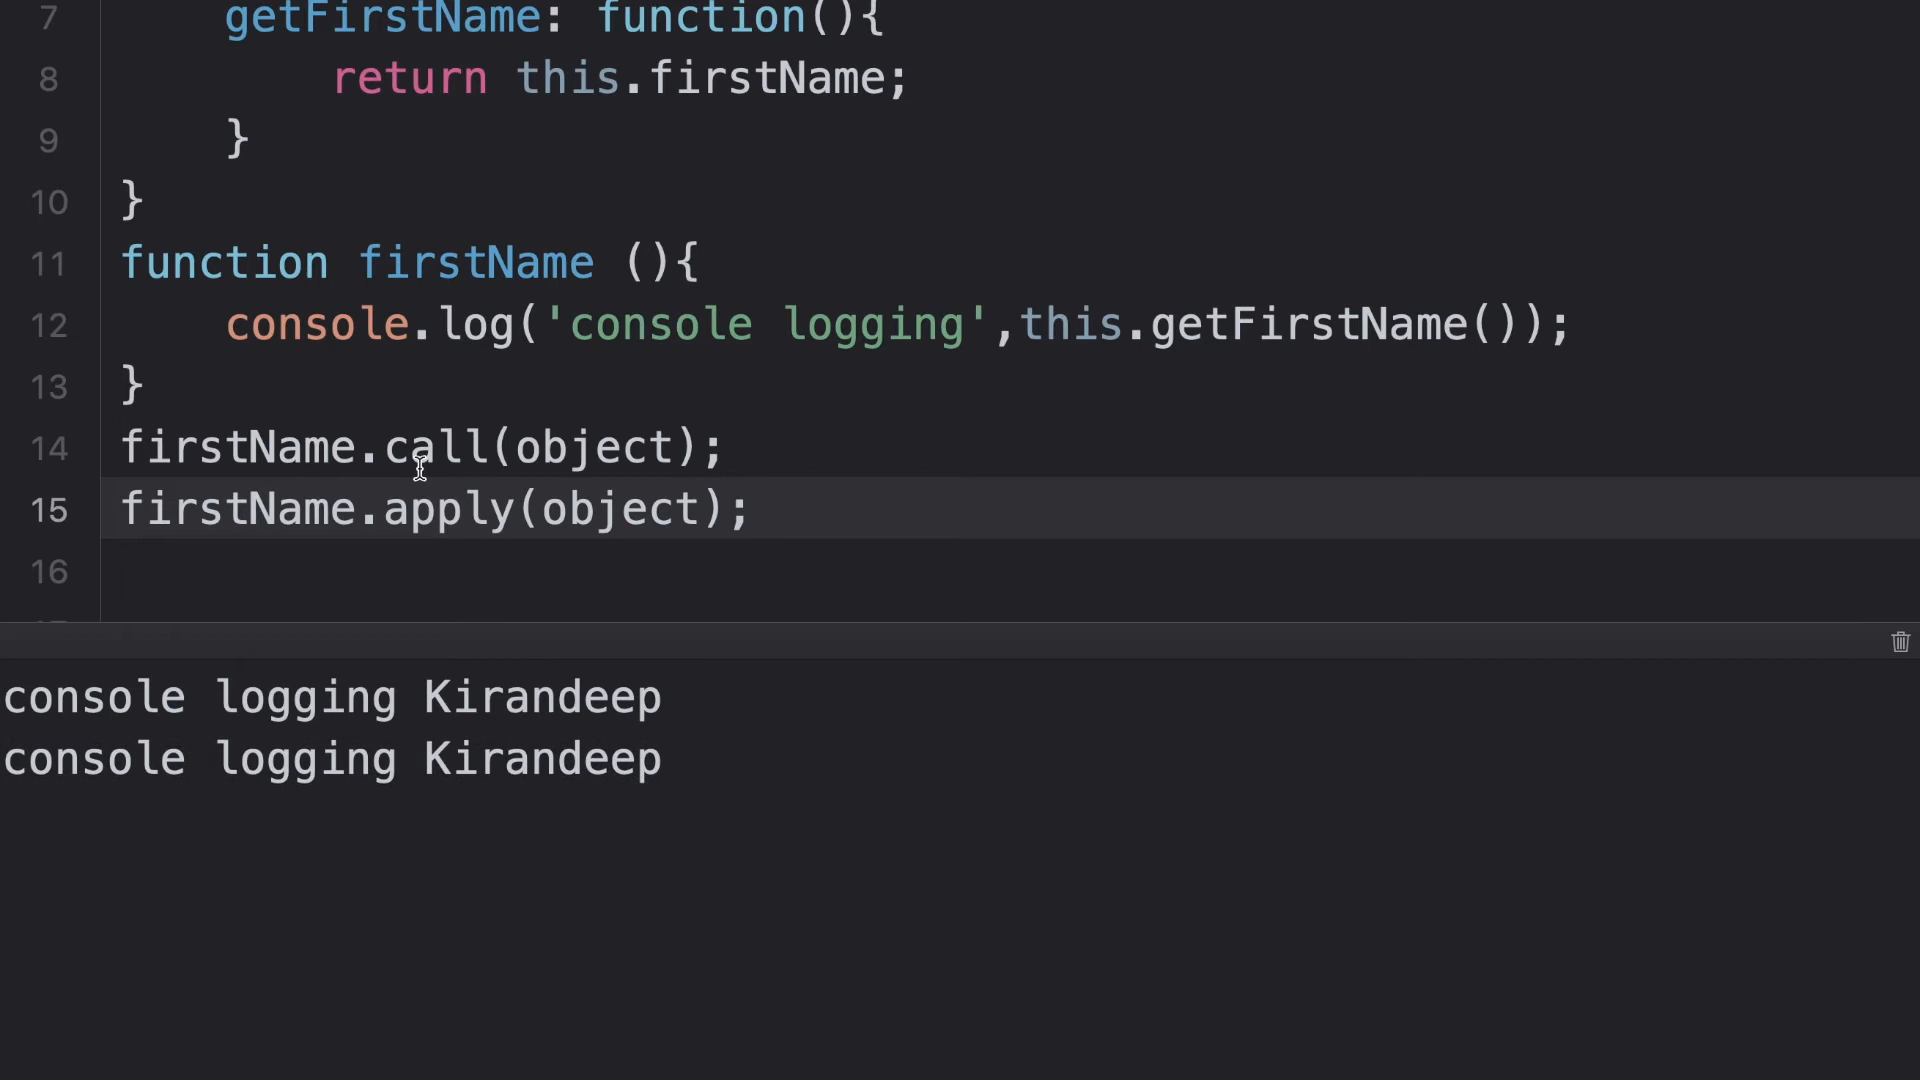 7 getFirstName: function(){
8 return this.firstName;
9 }
10 }
11 function firstName (){
12 console.log('console logging',this.getFirstName());
13 }
14 firstName.call(object);
15 firstName.apply(object);
16
console logging Kirandeep
console logging Kirandeep